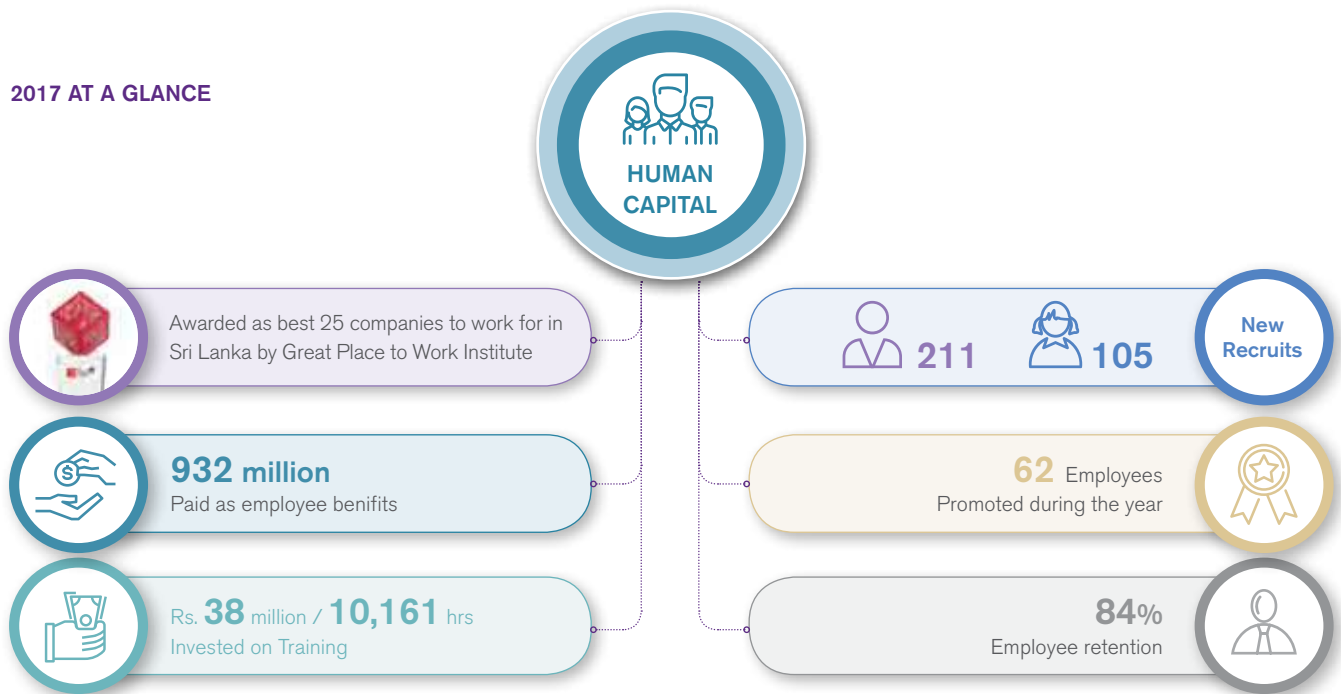 2017 AT A GLANCE
HUMAN
CAPITAL
Awarded as best 25 companies to work for in
Sri Lanka by Great Place to Work Institute
932 million
Paid as employee benifits
Rs. 38 million / 10,161 hrs
Invested on Training
211 105
New
Recruits
62 Employees
Promoted during the year
84%
Employee retention